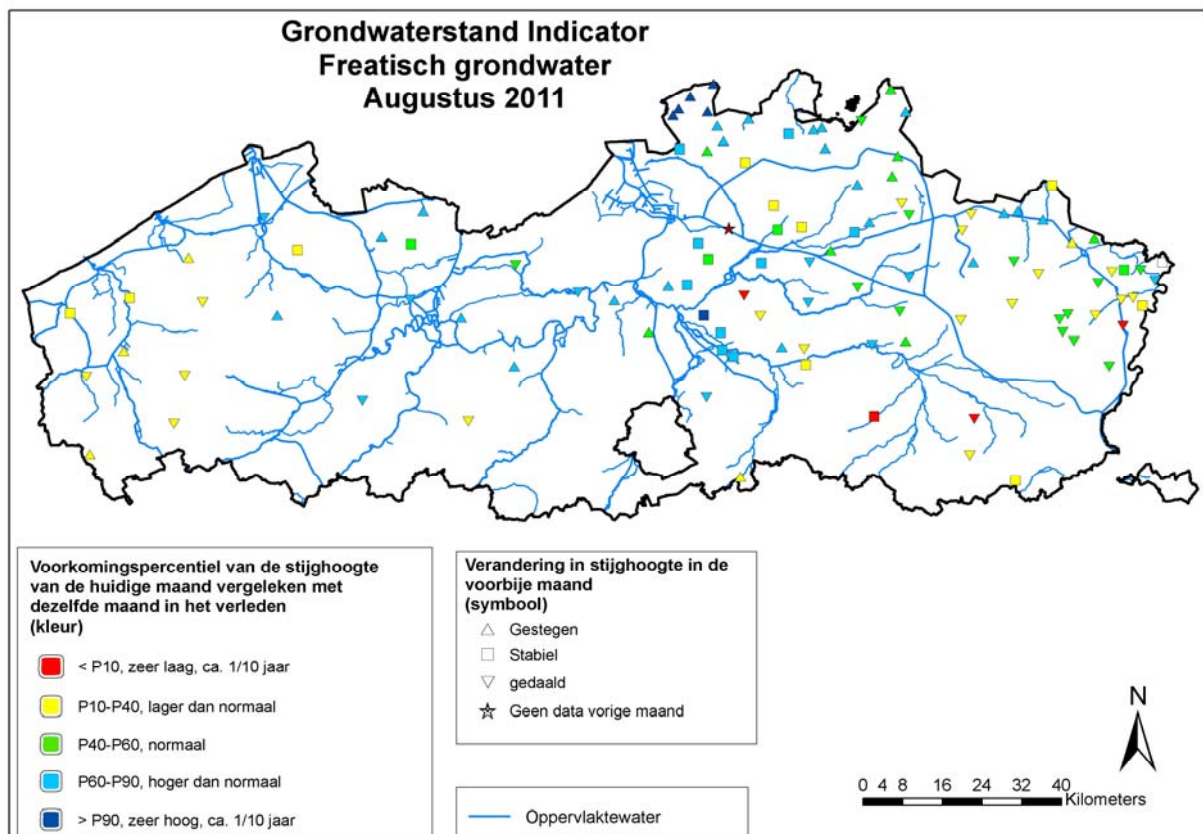 Grondwaterstand Indicator
Freatisch grondwater
Augustus 2011
Voorkomingspercentiel van de stijghoogte
van de huidige maand vergeleken met
dezelfde maand in het verleden
(kleur)
< P10, zeer laag, ca. 1/10 jaar
P10-P40, lager dan normaal
P40-P60, normaal
P60-P90, hoger dan normaal
> P90, zeer hoog, ca. 1/10 jaar
Verandering in stijghoogte in de
voorbije maand
(symbool)
Gestegen
Stabiel
gedaald
Geen data vorige maand
Oppervlaktewater
N
0 4 8 16 24 32 40
Kilometers